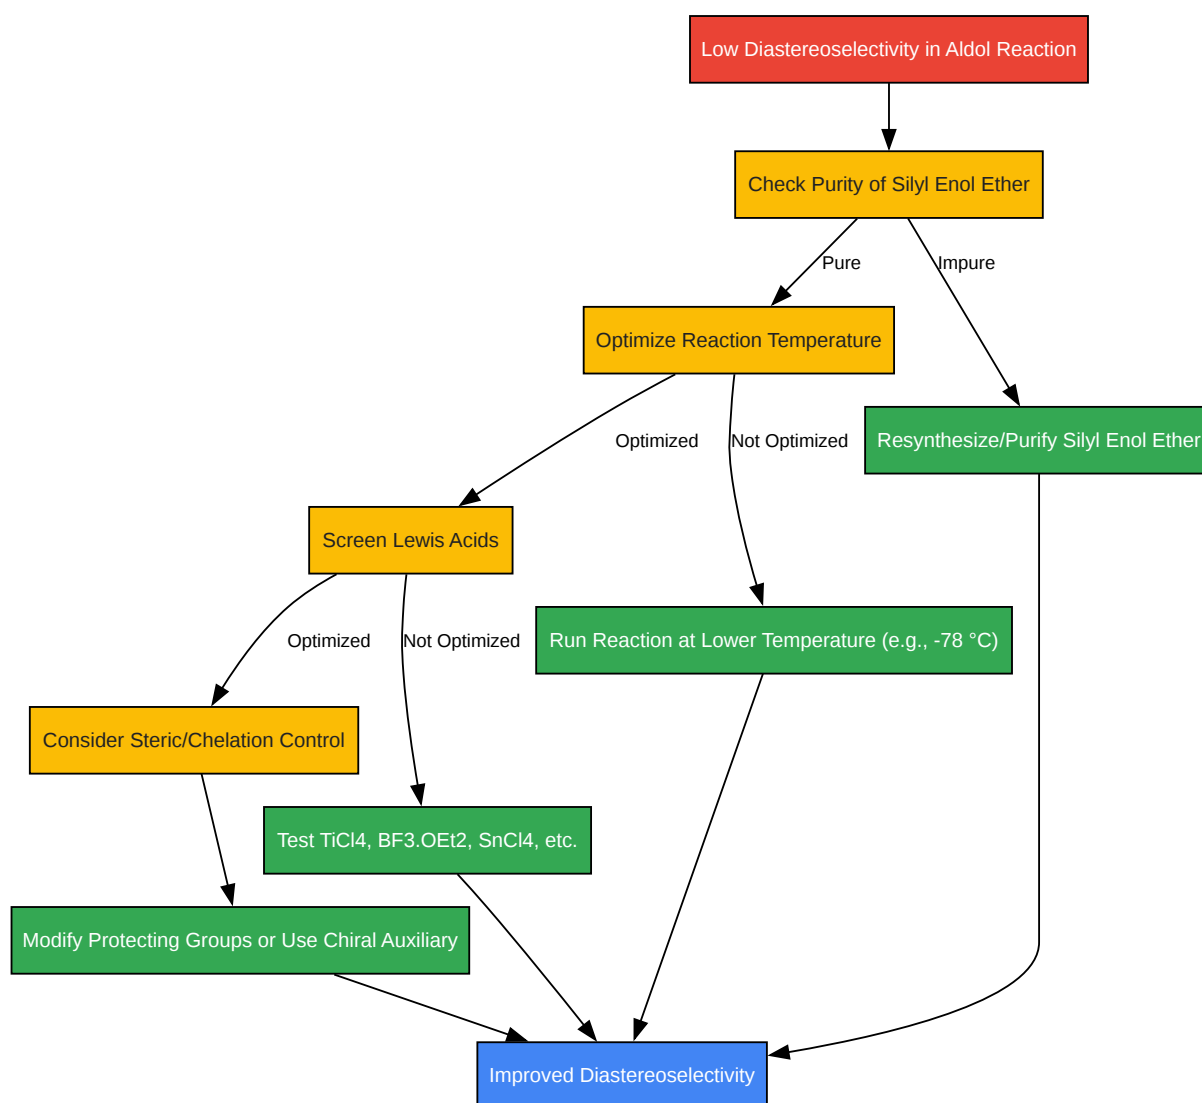 Low Diastereoselectivity in Aldol Reaction
Check Purity of Silyl Enol Ether
Pure
Impure
Optimize Reaction Temperature
Optimized
Not Optimized
Resynthesize/Purify Silyl Enol Ether
Screen Lewis Acids
Optimized
Not Optimized
Run Reaction at Lower Temperature (e.g., -78 °C)
Consider Steric/Chelation Control
Test TiCl4, BF3.OEt2, SnCl4, etc.
Modify Protecting Groups or Use Chiral Auxiliary
Improved Diastereoselectivity